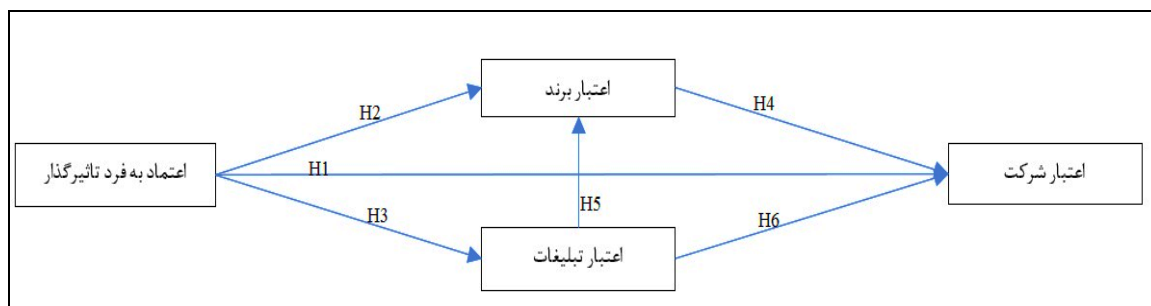 اعتبار برند
H2
H4
اعتماد به فرد تاثیرگذار
H1
اعتبار شرکت
H3
H5
H6
اعتبار تبلیغات